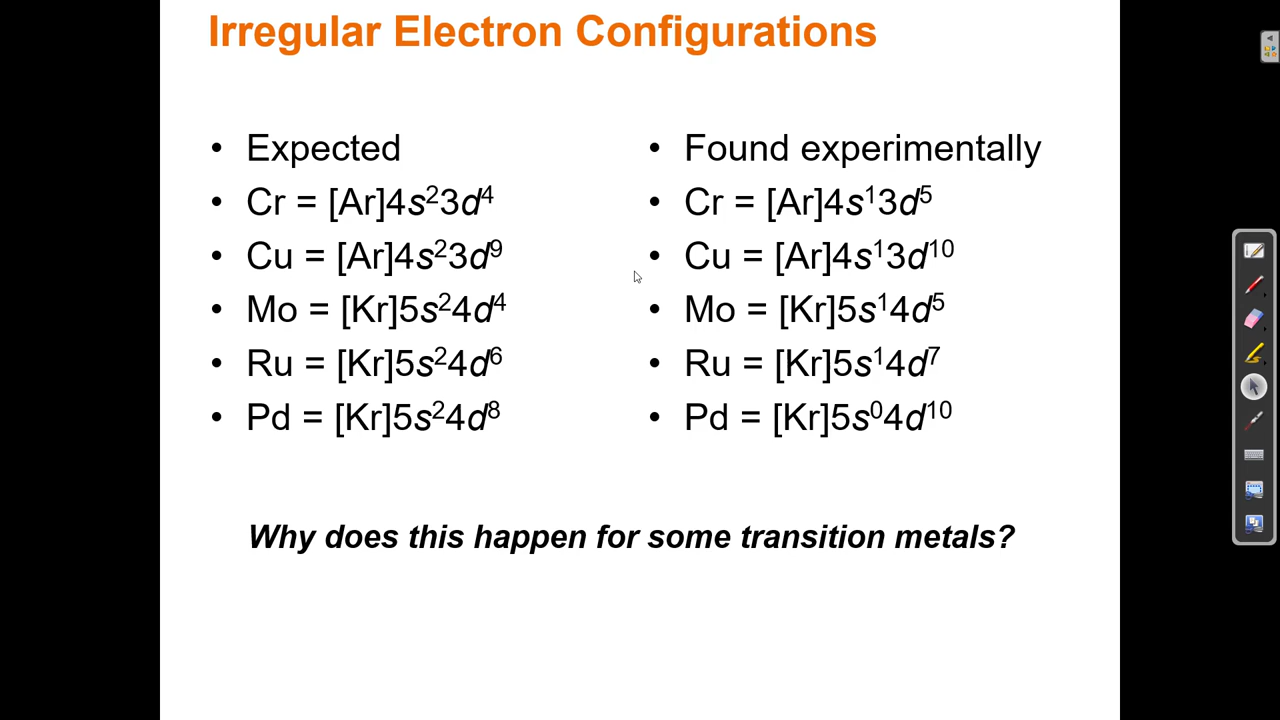 Irregular Electron Configurations
• Expected
• Cr = [Ar]4s²3d⁴
• Cu = [Ar]4s²3d⁹
• Mo = [Kr]5s²4d⁴
• Ru = [Kr]5s²4d⁶
• Pd = [Kr]5s²4d⁸
• Found experimentally
• Cr = [Ar]4s¹3d⁵
• Cu = [Ar]4s¹3d¹⁰
• Mo = [Kr]5s¹4d⁵
• Ru = [Kr]5s¹4d⁷
• Pd = [Kr]5s⁰4d¹⁰
Why does this happen for some transition metals?